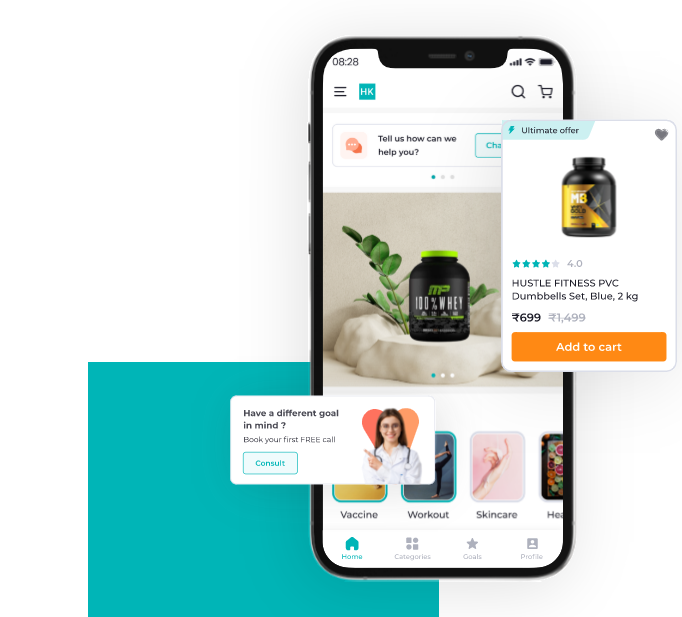 08:28
HK
Tell us how can we
help you?
Cha
Ultimate offer
MB
GOLD
4.0
HUSTLE FITNESS PVC
Dumbbells Set, Blue, 2 kg
₹699 ₹1,499
Add to cart
MP
100% WHEY
Have a different goal
in mind ?
Book your first FREE call
Consult
Vaccine
Workout
Skincare
Hea
Home
Categories
Goals
Profile